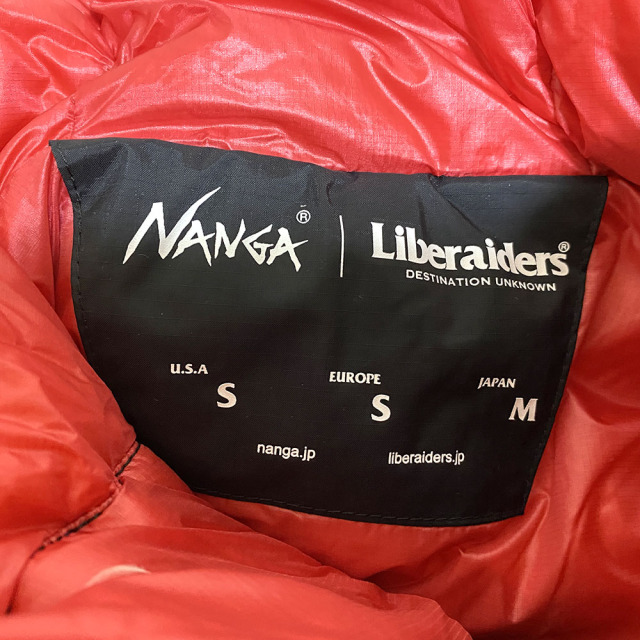 NANGA® | Liberaiders®
DESTINATION UNKNOWN
U.S.A EUROPE JAPAN
S S M
nanga.jp liberaiders.jp